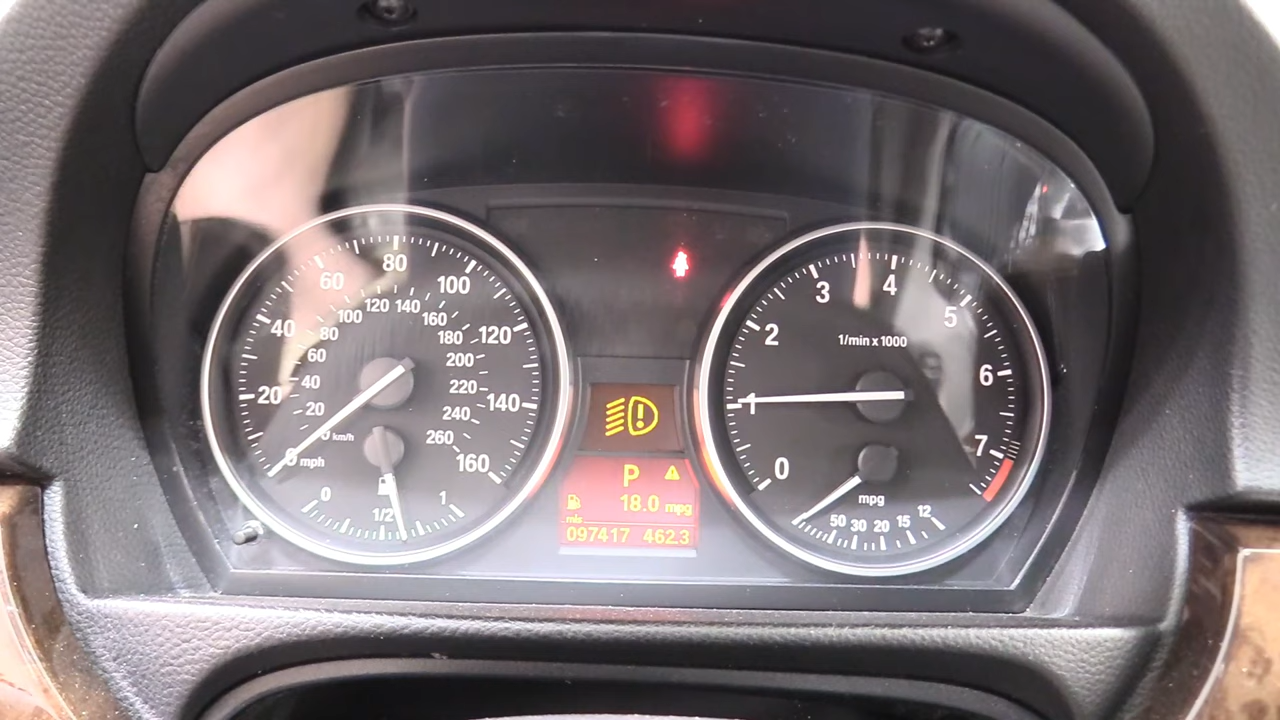 20 40 60 80 100 120 140 160
20 40 60 80 100 120 140 160 180 200 220 240 260
km/h
0 mph
0 1/2 1
P
18.0 mpg
mls
097417 462.3
0 1 2 3 4 5 6 7
1/min x 1000
mpg
50 30 20 15 12